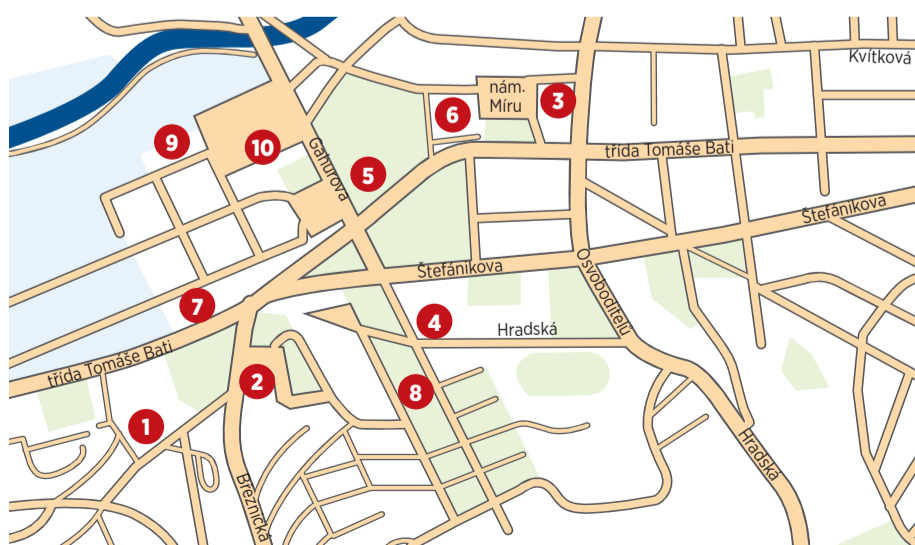 Kvítková
nám.
Míru
3
6
9
10
Gahurova
třída Tomáše Bati
5
Štefánikova
Štefánikova
Osvoboditelů
7
4
Hradská
třída Tomáše Bati
2
8
1
Hradská
Březnická